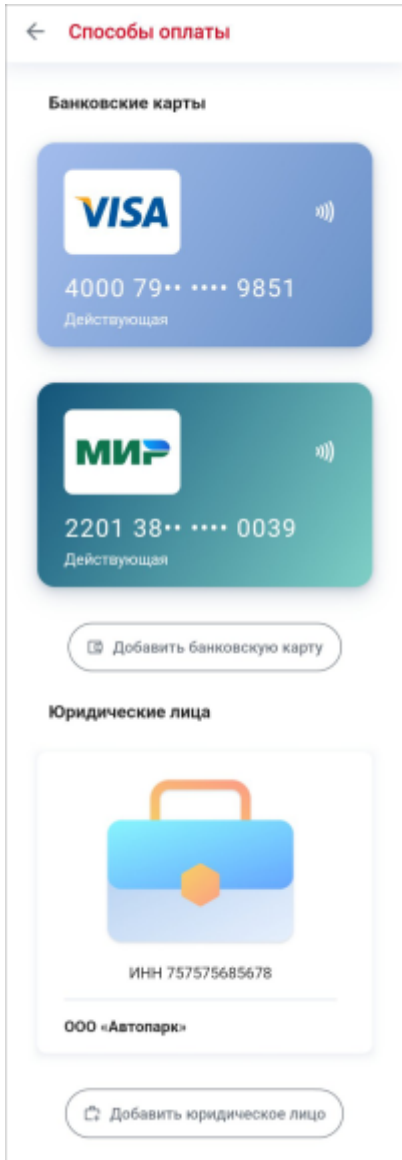 Способы оплаты
Банковские карты
VISA
4000 79•• •••• 9851
Действующая
МИР
2201 38•• •••• 0039
Действующая
Добавить банковскую карту
Юридические лица
ИНН 757575685678
ООО «Автопарк»
Добавить юридическое лицо